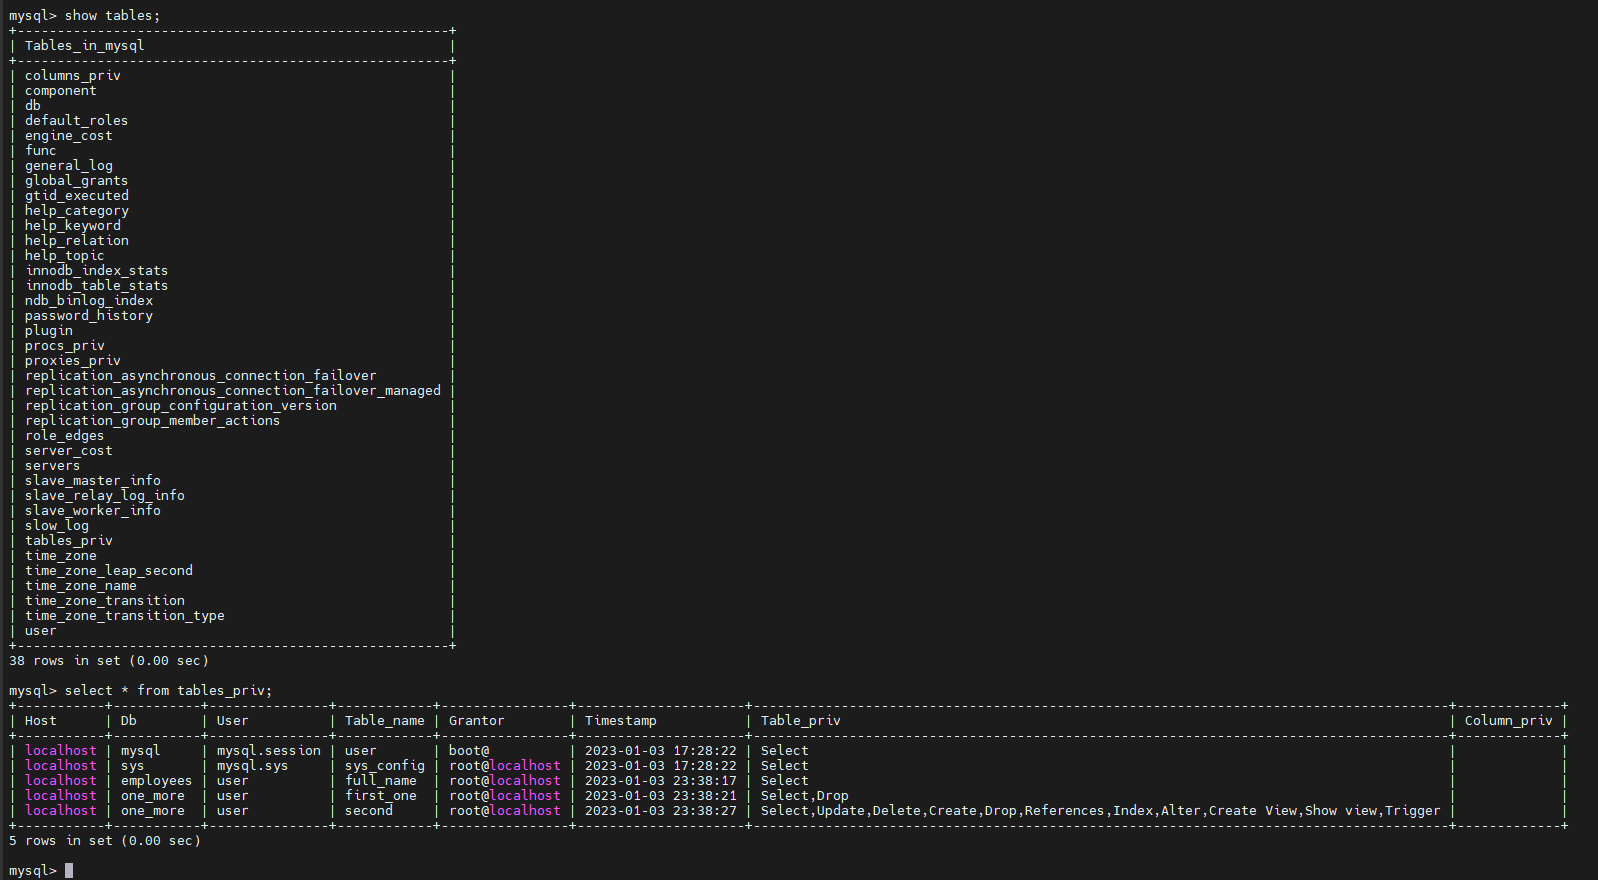 mysql> show tables;
+------------------------------------------------------+
| Tables_in_mysql                                      |
+------------------------------------------------------+
| columns_priv                                         |
| component                                            |
| db                                                   |
| default_roles                                        |
| engine_cost                                          |
| func                                                 |
| general_log                                          |
| global_grants                                        |
| gtid_executed                                        |
| help_category                                        |
| help_keyword                                         |
| help_relation                                        |
| help_topic                                           |
| innodb_index_stats                                   |
| innodb_table_stats                                   |
| ndb_binlog_index                                     |
| password_history                                     |
| plugin                                               |
| procs_priv                                           |
| proxies_priv                                         |
| replication_asynchronous_connection_failover         |
| replication_asynchronous_connection_failover_managed |
| replication_group_configuration_version              |
| replication_group_member_actions                     |
| role_edges                                           |
| server_cost                                          |
| servers                                              |
| slave_master_info                                    |
| slave_relay_log_info                                 |
| slave_worker_info                                    |
| slow_log                                             |
| tables_priv                                          |
| time_zone                                            |
| time_zone_leap_second                                |
| time_zone_name                                       |
| time_zone_transition                                 |
| time_zone_transition_type                            |
| user                                                 |
+------------------------------------------------------+
38 rows in set (0.00 sec)

mysql> select * from tables_priv;
+-----------+-----------+---------------+------------+----------------+---------------------+---------------------------------------------------------------------------------------+-------------+
| Host      | Db        | User          | Table_name | Grantor        | Timestamp           | Table_priv                                                                            | Column_priv |
+-----------+-----------+---------------+------------+----------------+---------------------+---------------------------------------------------------------------------------------+-------------+
| localhost | mysql     | mysql.session | user       | boot@          | 2023-01-03 17:28:22 | Select                                                                                |             |
| localhost | sys       | mysql.sys     | sys_config | root@localhost | 2023-01-03 17:28:22 | Select                                                                                |             |
| localhost | employees | user          | full_name  | root@localhost | 2023-01-03 23:38:17 | Select                                                                                |             |
| localhost | one_more  | user          | first_one  | root@localhost | 2023-01-03 23:38:21 | Select,Drop                                                                           |             |
| localhost | one_more  | user          | second     | root@localhost | 2023-01-03 23:38:27 | Select,Update,Delete,Create,Drop,References,Index,Alter,Create View,Show view,Trigger |             |
+-----------+-----------+---------------+------------+----------------+---------------------+---------------------------------------------------------------------------------------+-------------+
5 rows in set (0.00 sec)

mysql>